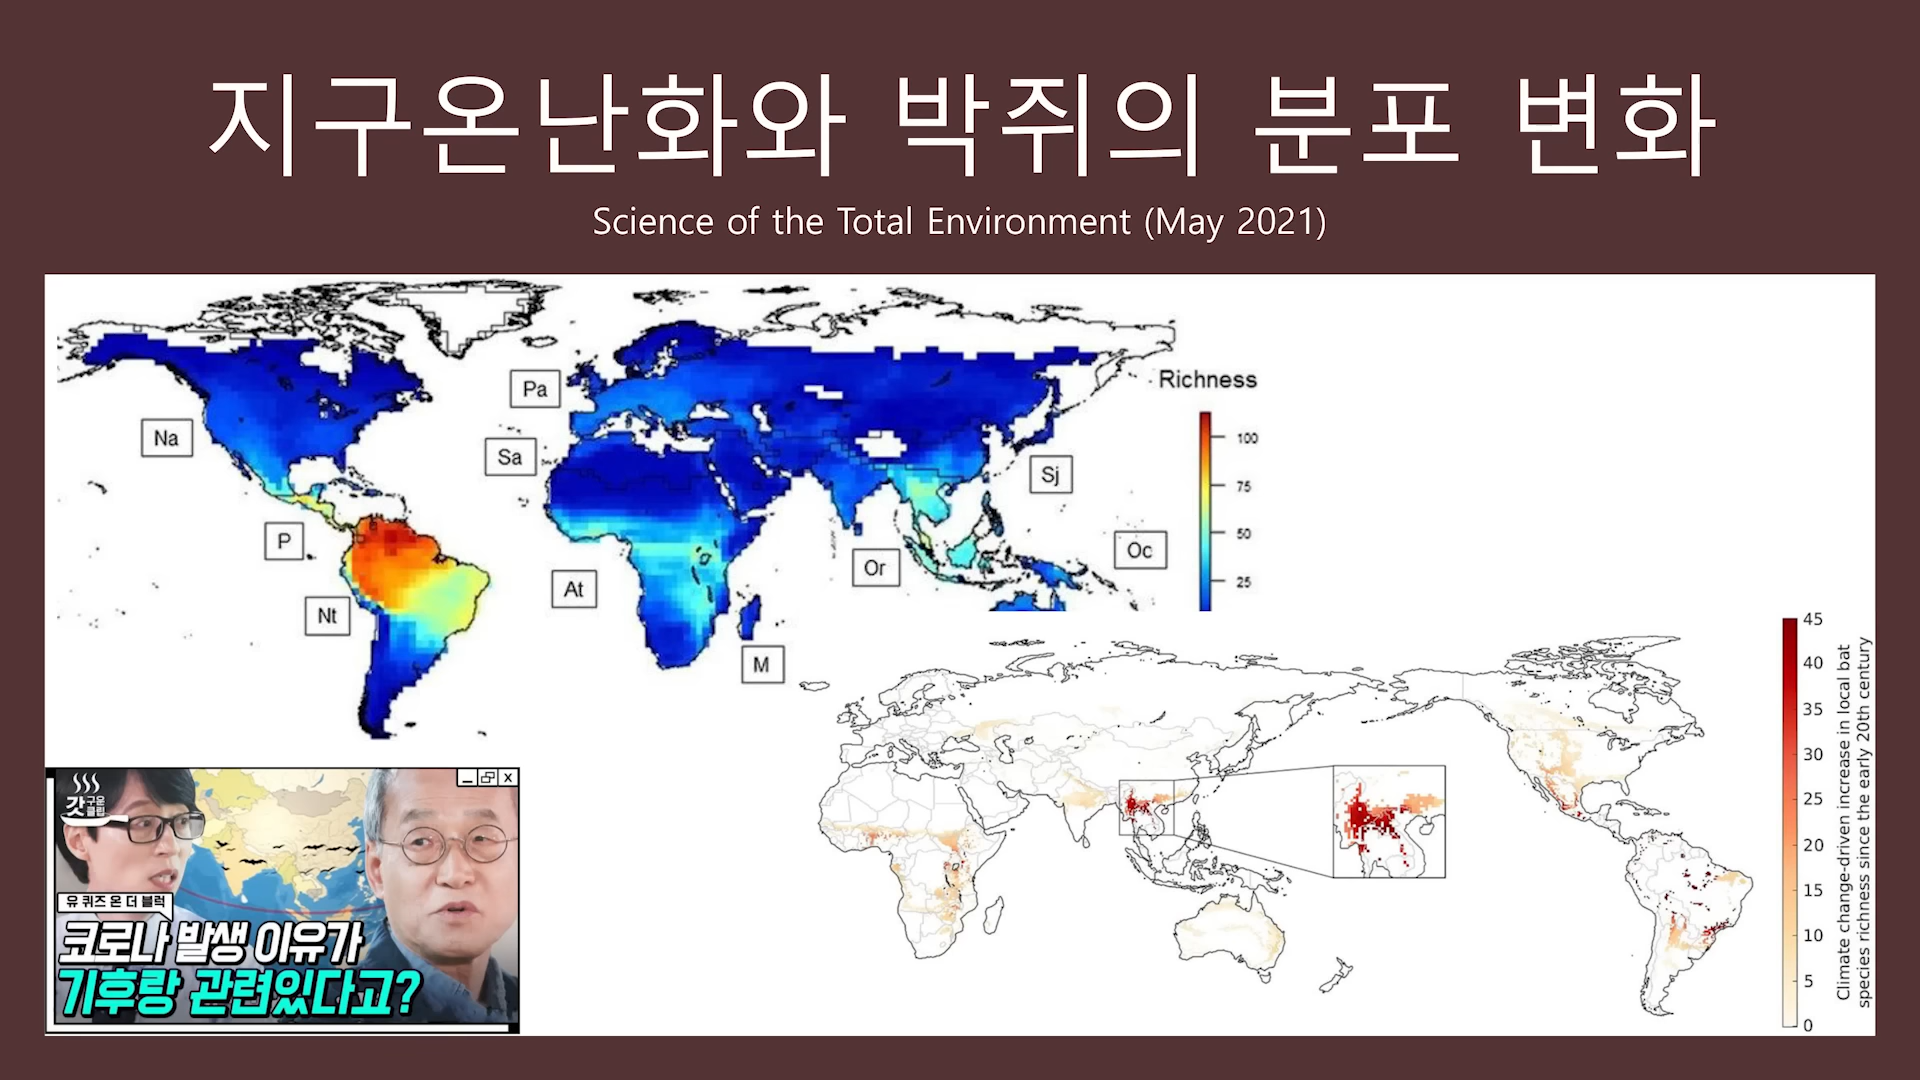 지구온난화와 박쥐의 분포 변화
Science of the Total Environment (May 2021)
Richness
100
75
50
25
Pa
Na
Sa
Sj
P
Oc
Or
At
Nt
M
45
40
35
30
25
20
15
10
5
0
Climate change-driven increase in local bat
species richness since the early 20th century
갓구운
클립
유 퀴즈 온 더 블럭
코로나 발생 이유가
기후랑 관련있다고?